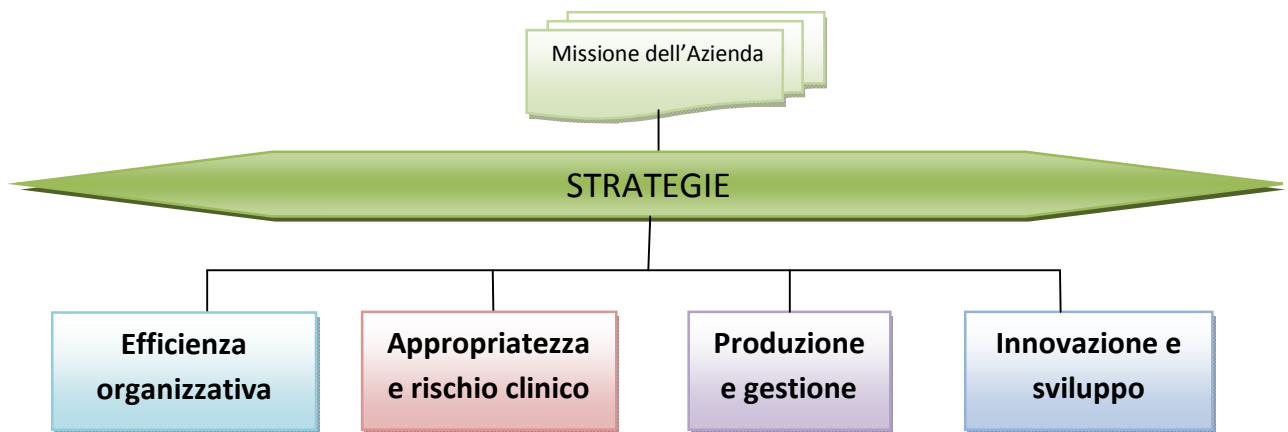 Missione dell’Azienda
STRATEGIE
Efficienza
organizzativa
Appropriatezza
e rischio clinico
Produzione
e gestione
Innovazione e
sviluppo